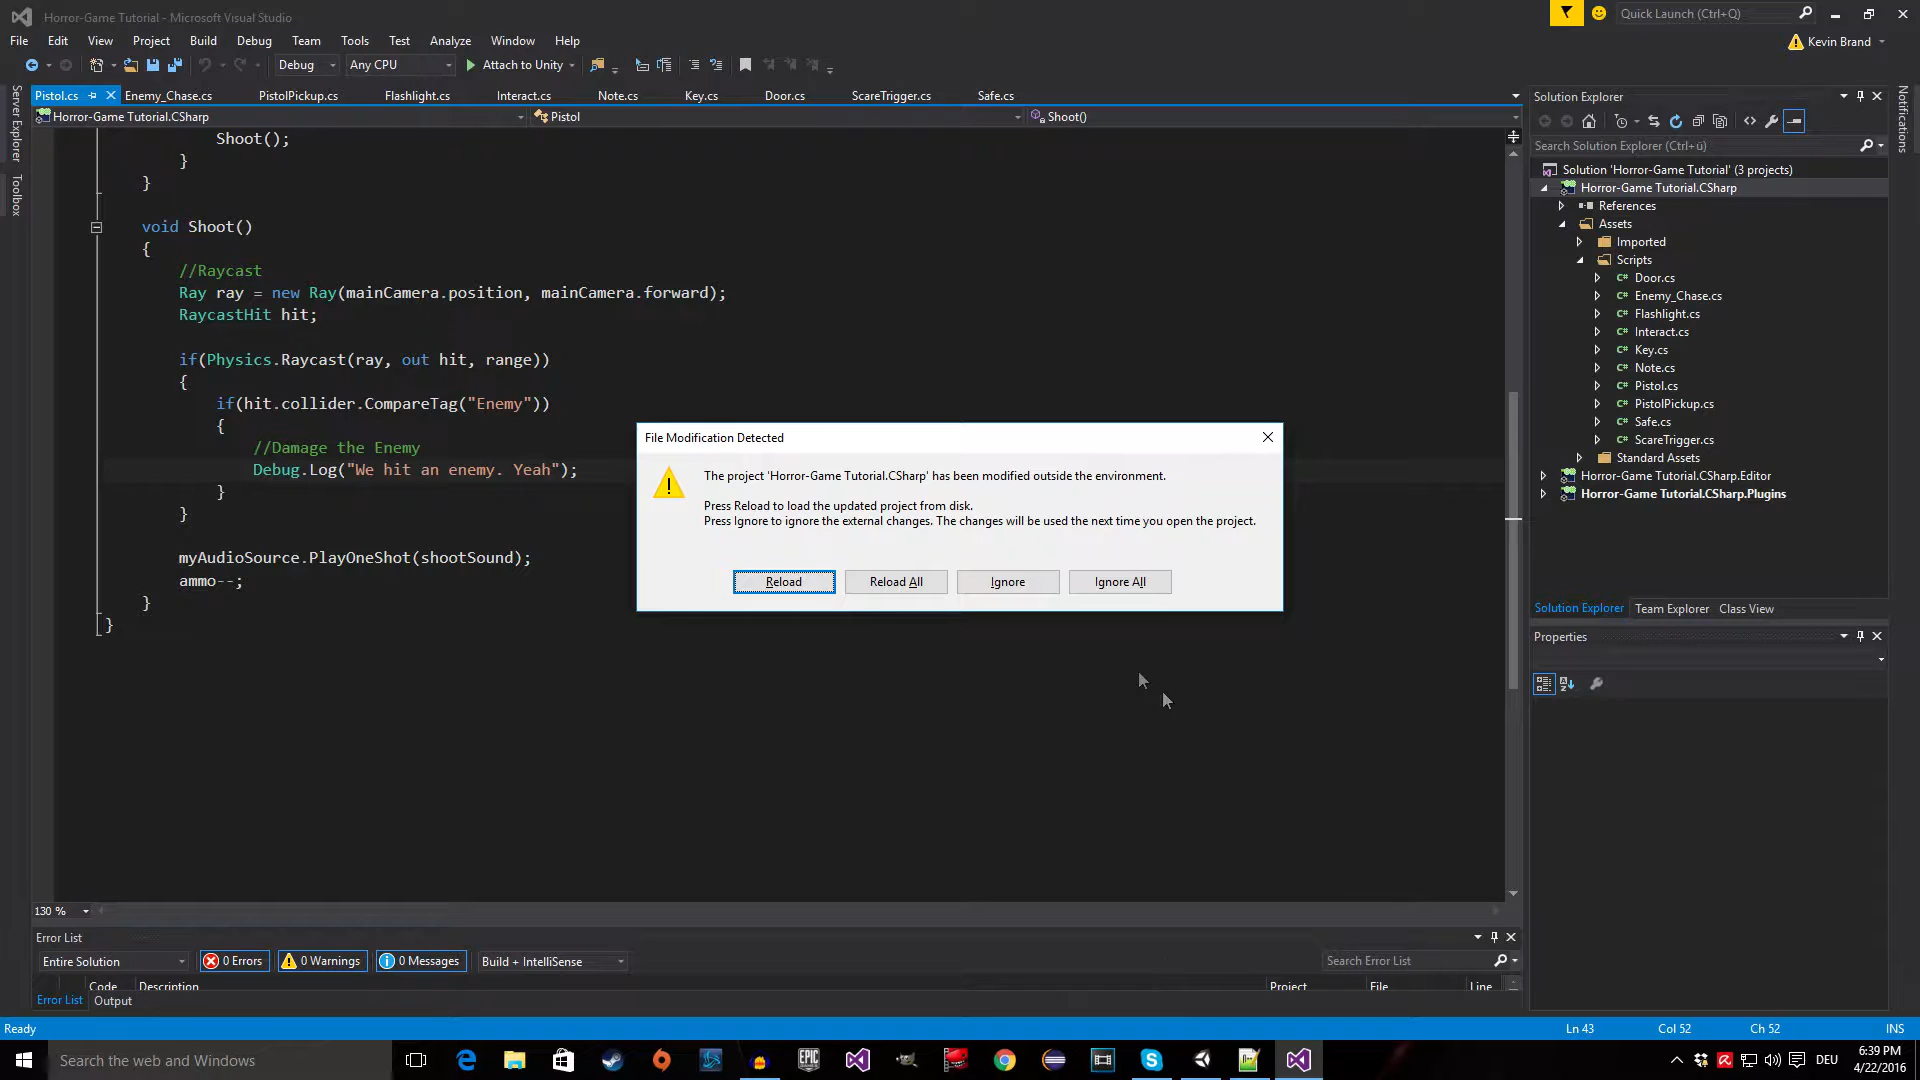 Horror-Game Tutorial - Microsoft Visual Studio
Quick Launch (Ctrl+Q)
File Edit View Project Build Debug Team Tools Test Analyze Window Help
Kevin Brand
Debug Any CPU Attach to Unity
Pistol.cs Enemy_Chase.cs PistolPickup.cs Flashlight.cs Interact.cs Note.cs Key.cs Door.cs ScareTrigger.cs Safe.cs
Horror-Game Tutorial.CSharp Pistol Shoot()
Server Explorer
Toolbox
Shoot();
}
}
void Shoot()
{
//Raycast
Ray ray = new Ray(mainCamera.position, mainCamera.forward);
RaycastHit hit;
if(Physics.Raycast(ray, out hit, range))
{
if(hit.collider.CompareTag("Enemy"))
{
//Damage the Enemy
Debug.Log("We hit an enemy. Yeah");
}
}
myAudioSource.PlayOneShot(shootSound);
ammo--;
}
}
File Modification Detected
The project 'Horror-Game Tutorial.CSharp' has been modified outside the environment.
Press Reload to load the updated project from disk.
Press Ignore to ignore the external changes. The changes will be used the next time you open the project.
Reload Reload All Ignore Ignore All
Solution Explorer
Search Solution Explorer (Ctrl+ü)
Solution 'Horror-Game Tutorial' (3 projects)
Horror-Game Tutorial.CSharp
References
Assets
Imported
Scripts
C# Door.cs
C# Enemy_Chase.cs
C# Flashlight.cs
C# Interact.cs
C# Key.cs
C# Note.cs
C# Pistol.cs
C# PistolPickup.cs
C# Safe.cs
C# ScareTrigger.cs
Standard Assets
Horror-Game Tutorial.CSharp.Editor
Horror-Game Tutorial.CSharp.Plugins
Solution Explorer Team Explorer Class View
Properties
Notifications
130 %
Error List
Entire Solution 0 Errors 0 Warnings 0 Messages Build + IntelliSense Search Error List
Code Description Project File Line
Error List Output
Ready Ln 43 Col 52 Ch 52 INS
Search the web and Windows
EPIC GAMES
DEU
6:39 PM
4/22/2016